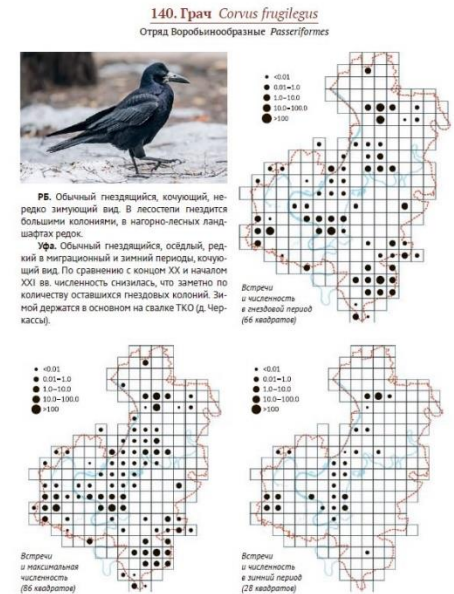 140. Грач Corvus frugilegus
Отряд Воробьинообразные Passeriformes
<0.01
0.01–1.0
1.0–10.0
10.0–100.0
>100
РБ. Обычный гнездящийся, кочующий, не-
редко зимующий вид. В лесостепи гнездится
большими колониями, в нагорно-лесных ланд-
шафтах редок.
Уфа. Обычный гнездящийся, осёдлый, ред-
кий в миграционный и зимний периоды, кочую-
щий вид. По сравнению с концом XX и началом
XXI вв. численность снизилась, что заметно по
количеству оставшихся гнездовых колоний. Зи-
мой держатся в основном на свалке ТКО (д. Чер-
кассы).
Встречи
и численность
в гнездовой период
(66 квадратов)
<0.01
0.01–1.0
1.0–10.0
10.0–100.0
>100
Встречи
и максимальная
численность
(86 квадратов)
<0.01
0.01–1.0
1.0–10.0
10.0–100.0
>100
Встречи
и численность
в зимний период
(28 квадратов)